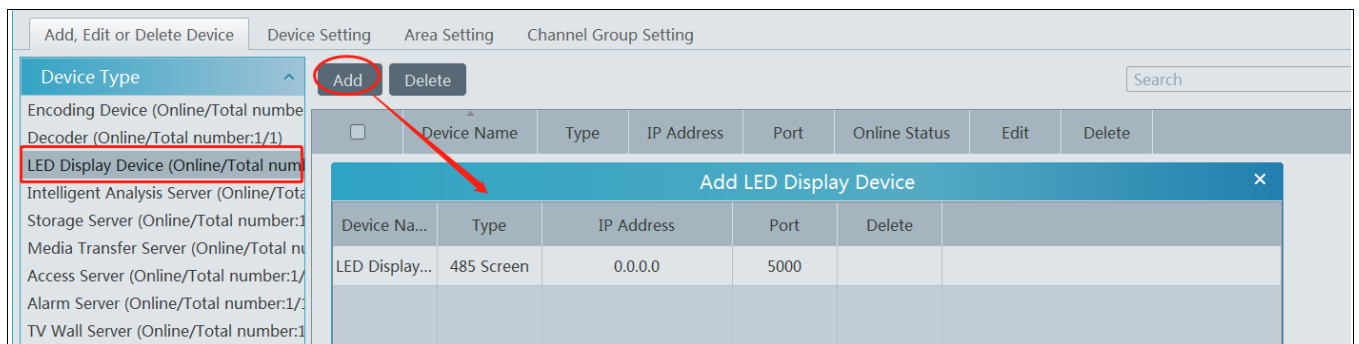 Add, Edit or Delete Device Device Setting Area Setting Channel Group Setting
Device Type Add Delete Search
Encoding Device (Online/Total numbe
Decoder (Online/Total number:1/1) Device Name Type IP Address Port Online Status Edit Delete
LED Display Device (Online/Total num
Intelligent Analysis Server (Online/Tota Add LED Display Device ×
Storage Server (Online/Total number:1 Device Na... Type IP Address Port Delete
Media Transfer Server (Online/Total nu
Access Server (Online/Total number:1/ LED Display... 485 Screen 0.0.0.0 5000
Alarm Server (Online/Total number:1/1
TV Wall Server (Online/Total number:1